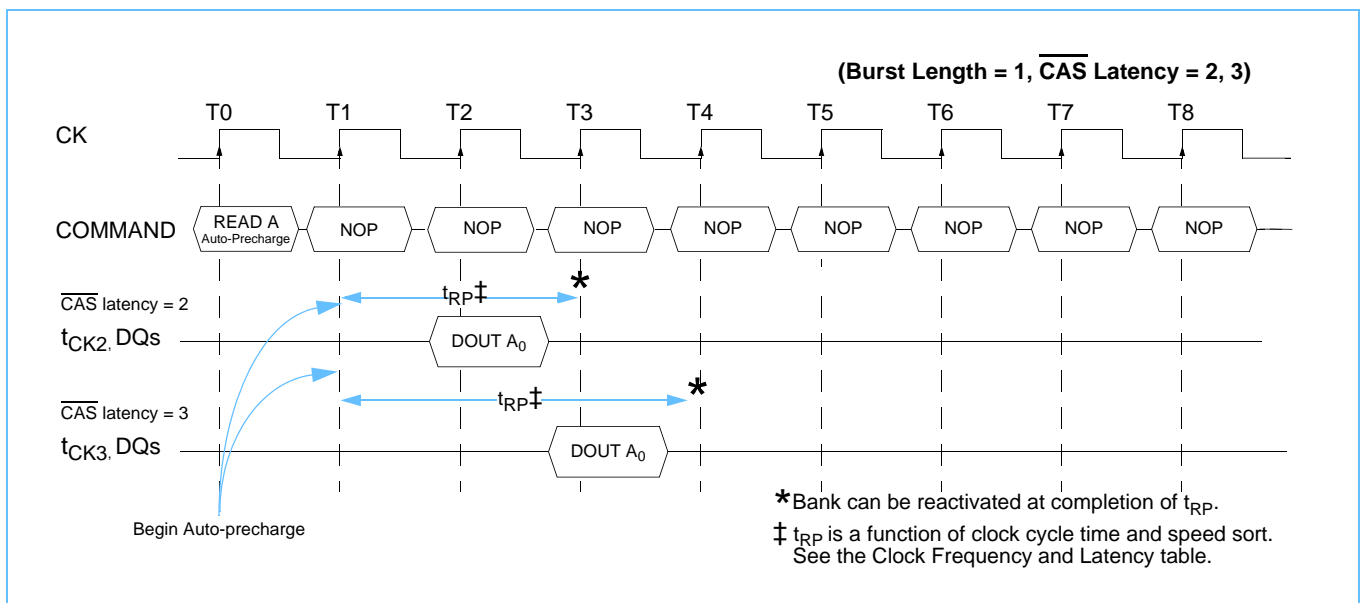 (Burst Length = 1, CAS Latency = 2, 3)
T0 T1 T2 T3 T4 T5 T6 T7 T8
CK
COMMAND
READ A
Auto-Precharge
NOP NOP NOP NOP NOP NOP NOP NOP
*
tRP‡
CAS latency = 2
tCK2, DQs
DOUT A0
*
tRP‡
CAS latency = 3
tCK3, DQs
DOUT A0
*Bank can be reactivated at completion of tRP.
Begin Auto-precharge
‡ tRP is a function of clock cycle time and speed sort.
See the Clock Frequency and Latency table.